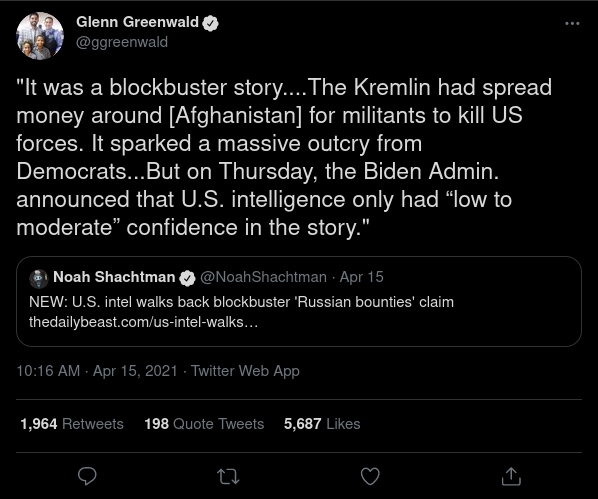 Glenn Greenwald
@ggreenwald
"It was a blockbuster story....The Kremlin had spread
money around [Afghanistan] for militants to kill US
forces. It sparked a massive outcry from
Democrats...But on Thursday, the Biden Admin.
announced that U.S. intelligence only had “low to
moderate” confidence in the story."
Noah Shachtman @NoahShachtman · Apr 15
NEW: U.S. intel walks back blockbuster 'Russian bounties' claim
thedailybeast.com/us-intel-walks…
10:16 AM · Apr 15, 2021 · Twitter Web App
1,964 Retweets 198 Quote Tweets 5,687 Likes